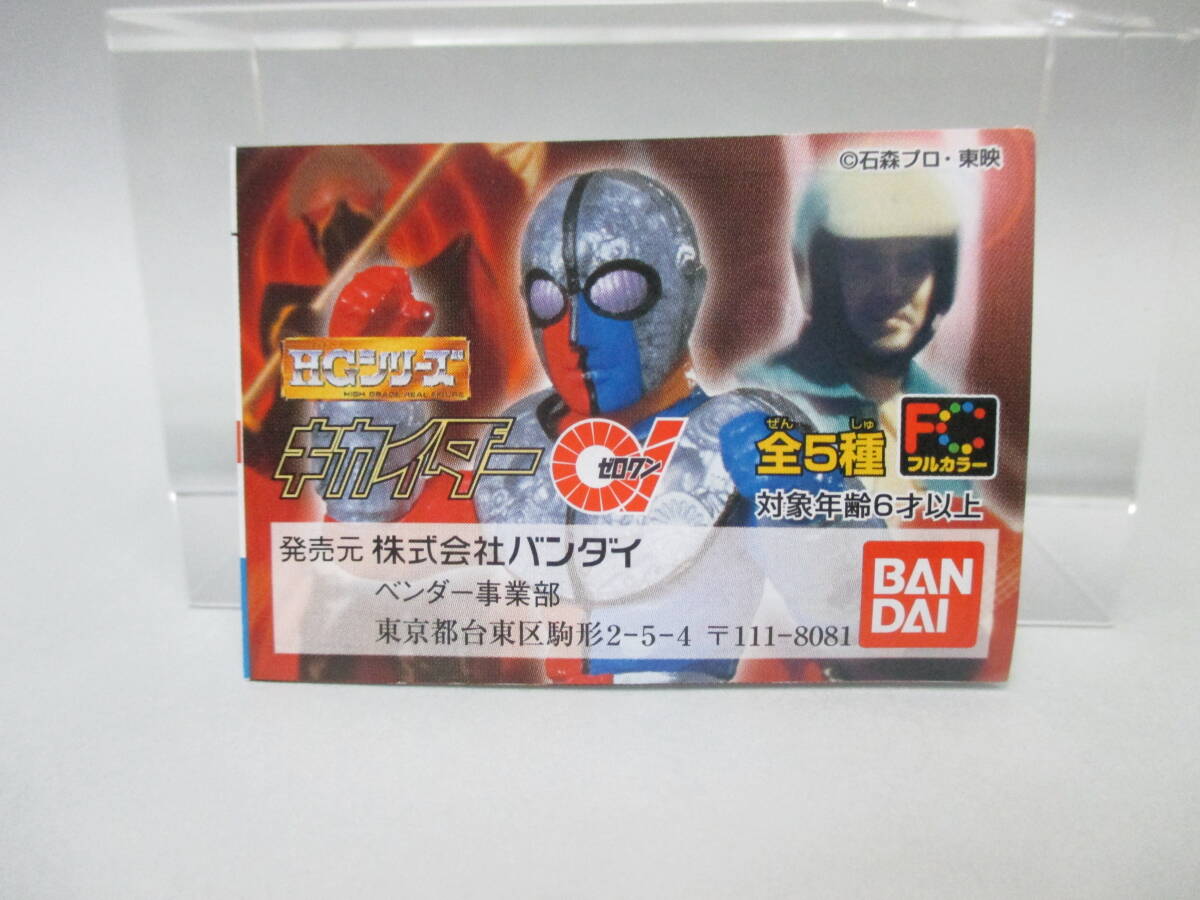 ©石森プロ・東映
HGシリーズ
HIGH GRADE REAL FIGURE
キカイダー
01
ゼロワン
ぜん しゅ
全5種
FC
フルカラー
対象年齢6才以上
発売元 株式会社バンダイ
ベンダー事業部
東京都台東区駒形2-5-4 〒111-8081
BAN
DAI